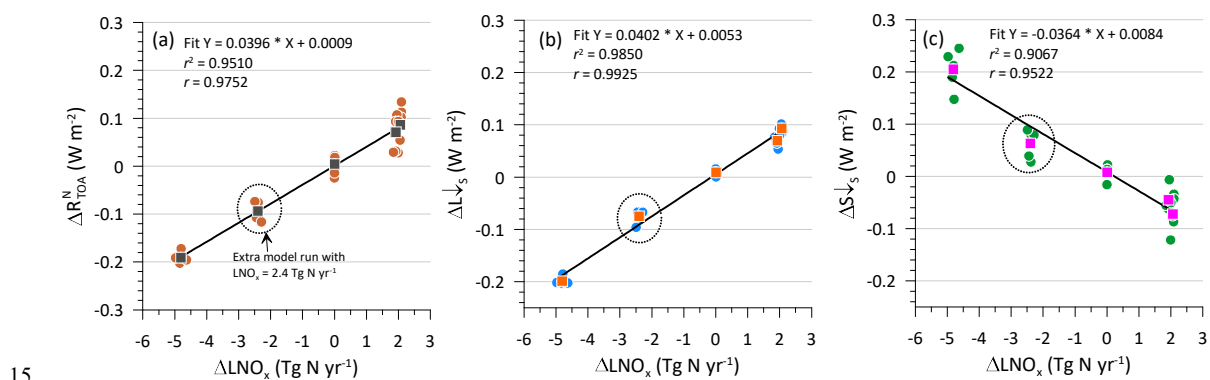 (a)
Fit Y = 0.0396 * X + 0.0009
r² = 0.9510
r = 0.9752
ΔR^N_TOA (W m⁻²)
0.3
0.2
0.1
0
-0.1
-0.2
-0.3
Extra model run with
LNOₓ = 2.4 Tg N yr⁻¹
-6 -5 -4 -3 -2 -1 0 1 2 3
ΔLNOₓ (Tg N yr⁻¹)
(b)
Fit Y = 0.0402 * X + 0.0053
r² = 0.9850
r = 0.9925
ΔL↓s (W m⁻²)
0.3
0.2
0.1
0
-0.1
-0.2
-6 -5 -4 -3 -2 -1 0 1 2 3
ΔLNOₓ (Tg N yr⁻¹)
(c)
Fit Y = -0.0364 * X + 0.0084
r² = 0.9067
r = 0.9522
ΔS↓s (W m⁻²)
0.3
0.2
0.1
0
-0.1
-0.2
-6 -5 -4 -3 -2 -1 0 1 2 3
ΔLNOₓ (Tg N yr⁻¹)
15